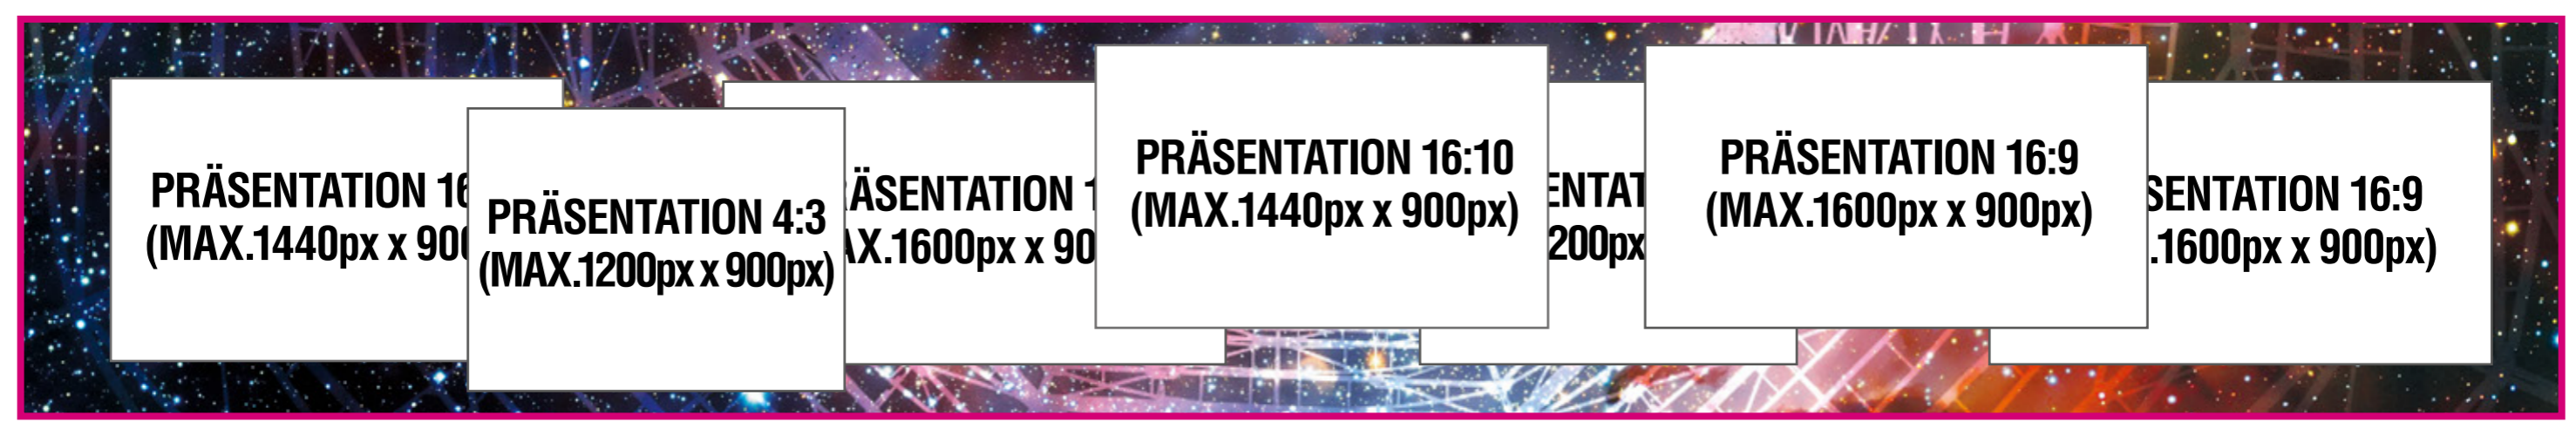 PRÄSENTATION 16
(MAX.1440px x 900
PRÄSENTATION 4:3
(MAX.1200px x 900px)
ÄSENTATION 1
AX.1600px x 90
PRÄSENTATION 16:10
(MAX.1440px x 900px)
ENTAT
200px
PRÄSENTATION 16:9
(MAX.1600px x 900px)
SENTATION 16:9
.1600px x 900px)